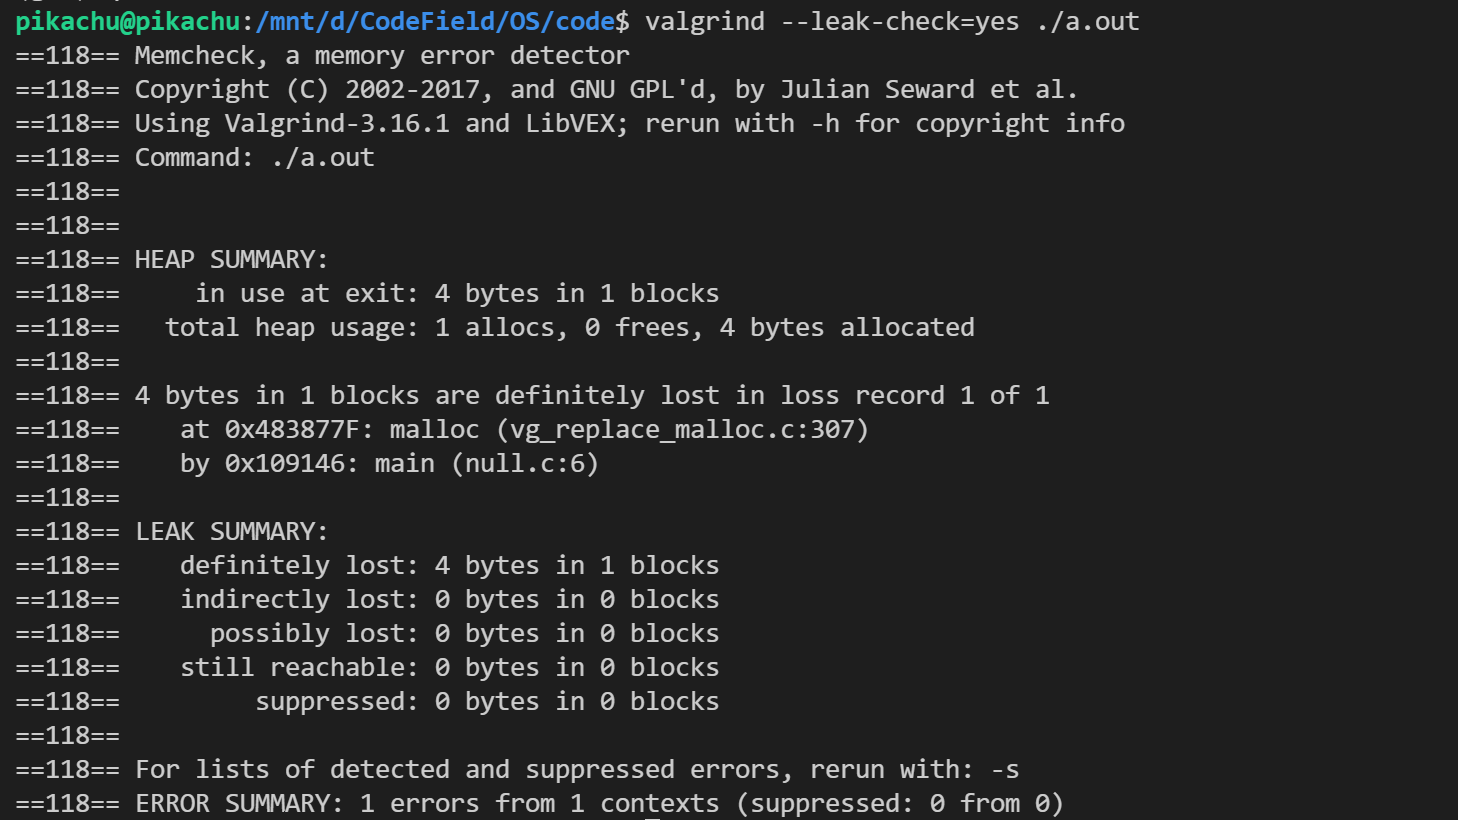 pikachu@pikachu:/mnt/d/CodeField/OS/code$ valgrind --leak-check=yes ./a.out
==118== Memcheck, a memory error detector
==118== Copyright (C) 2002-2017, and GNU GPL'd, by Julian Seward et al.
==118== Using Valgrind-3.16.1 and LibVEX; rerun with -h for copyright info
==118== Command: ./a.out
==118==
==118==
==118== HEAP SUMMARY:
==118==     in use at exit: 4 bytes in 1 blocks
==118==   total heap usage: 1 allocs, 0 frees, 4 bytes allocated
==118==
==118== 4 bytes in 1 blocks are definitely lost in loss record 1 of 1
==118==    at 0x483877F: malloc (vg_replace_malloc.c:307)
==118==    by 0x109146: main (null.c:6)
==118==
==118== LEAK SUMMARY:
==118==    definitely lost: 4 bytes in 1 blocks
==118==    indirectly lost: 0 bytes in 0 blocks
==118==      possibly lost: 0 bytes in 0 blocks
==118==    still reachable: 0 bytes in 0 blocks
==118==         suppressed: 0 bytes in 0 blocks
==118==
==118== For lists of detected and suppressed errors, rerun with: -s
==118== ERROR SUMMARY: 1 errors from 1 contexts (suppressed: 0 from 0)